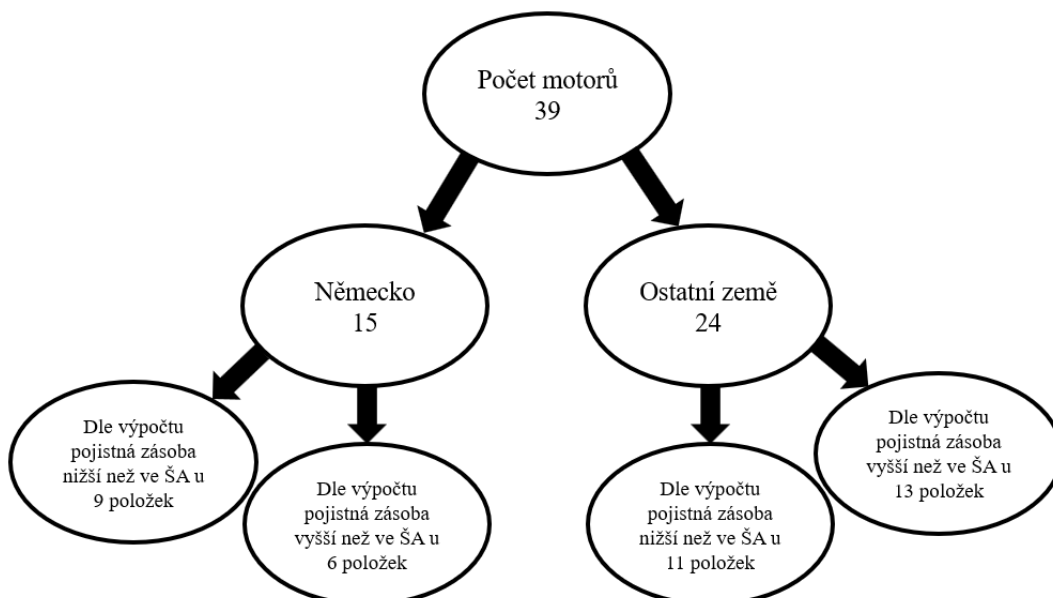 Počet motorů
39
Německo
15
Ostatní země
24
Dle výpočtu
pojistná zásoba
nižší než ve ŠA u
9 položek
Dle výpočtu
pojistná zásoba
vyšší než ve ŠA u
6 položek
Dle výpočtu
pojistná zásoba
nižší než ve ŠA u
11 položek
Dle výpočtu
pojistná zásoba
vyšší než ve ŠA u
13 položek